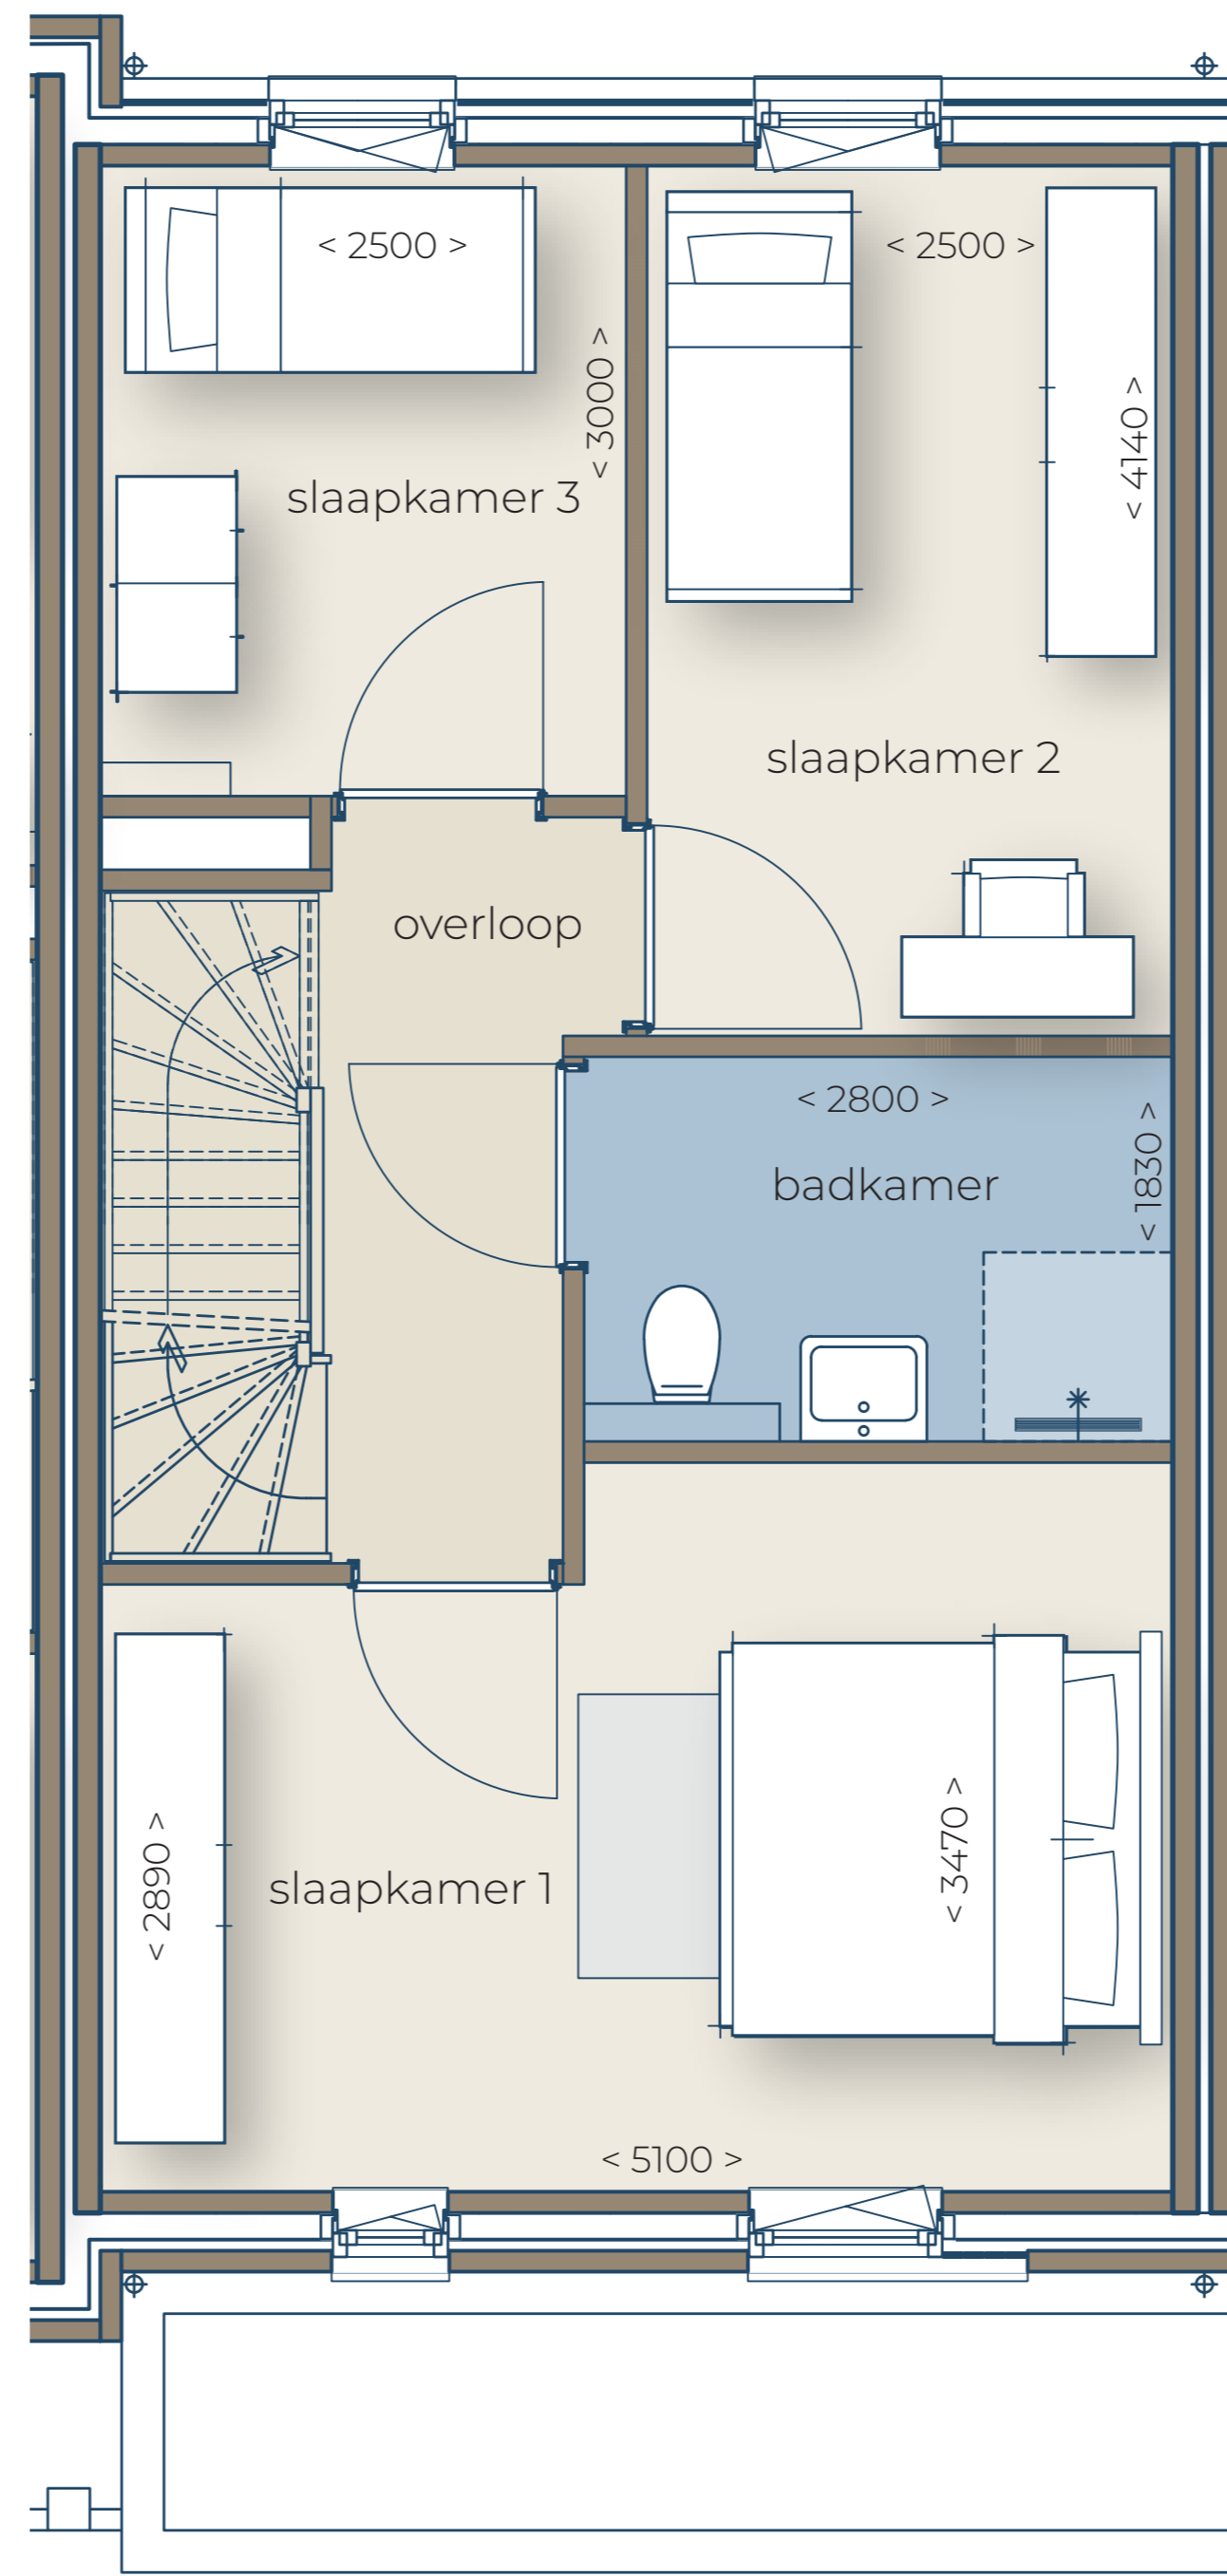 < 2500 >
< 2500 >
< 3000 >
< 4140 >
slaapkamer 3
slaapkamer 2
overloop
< 2800 >
< 1830 >
badkamer
< 3470 >
< 2890 >
slaapkamer 1
< 5100 >